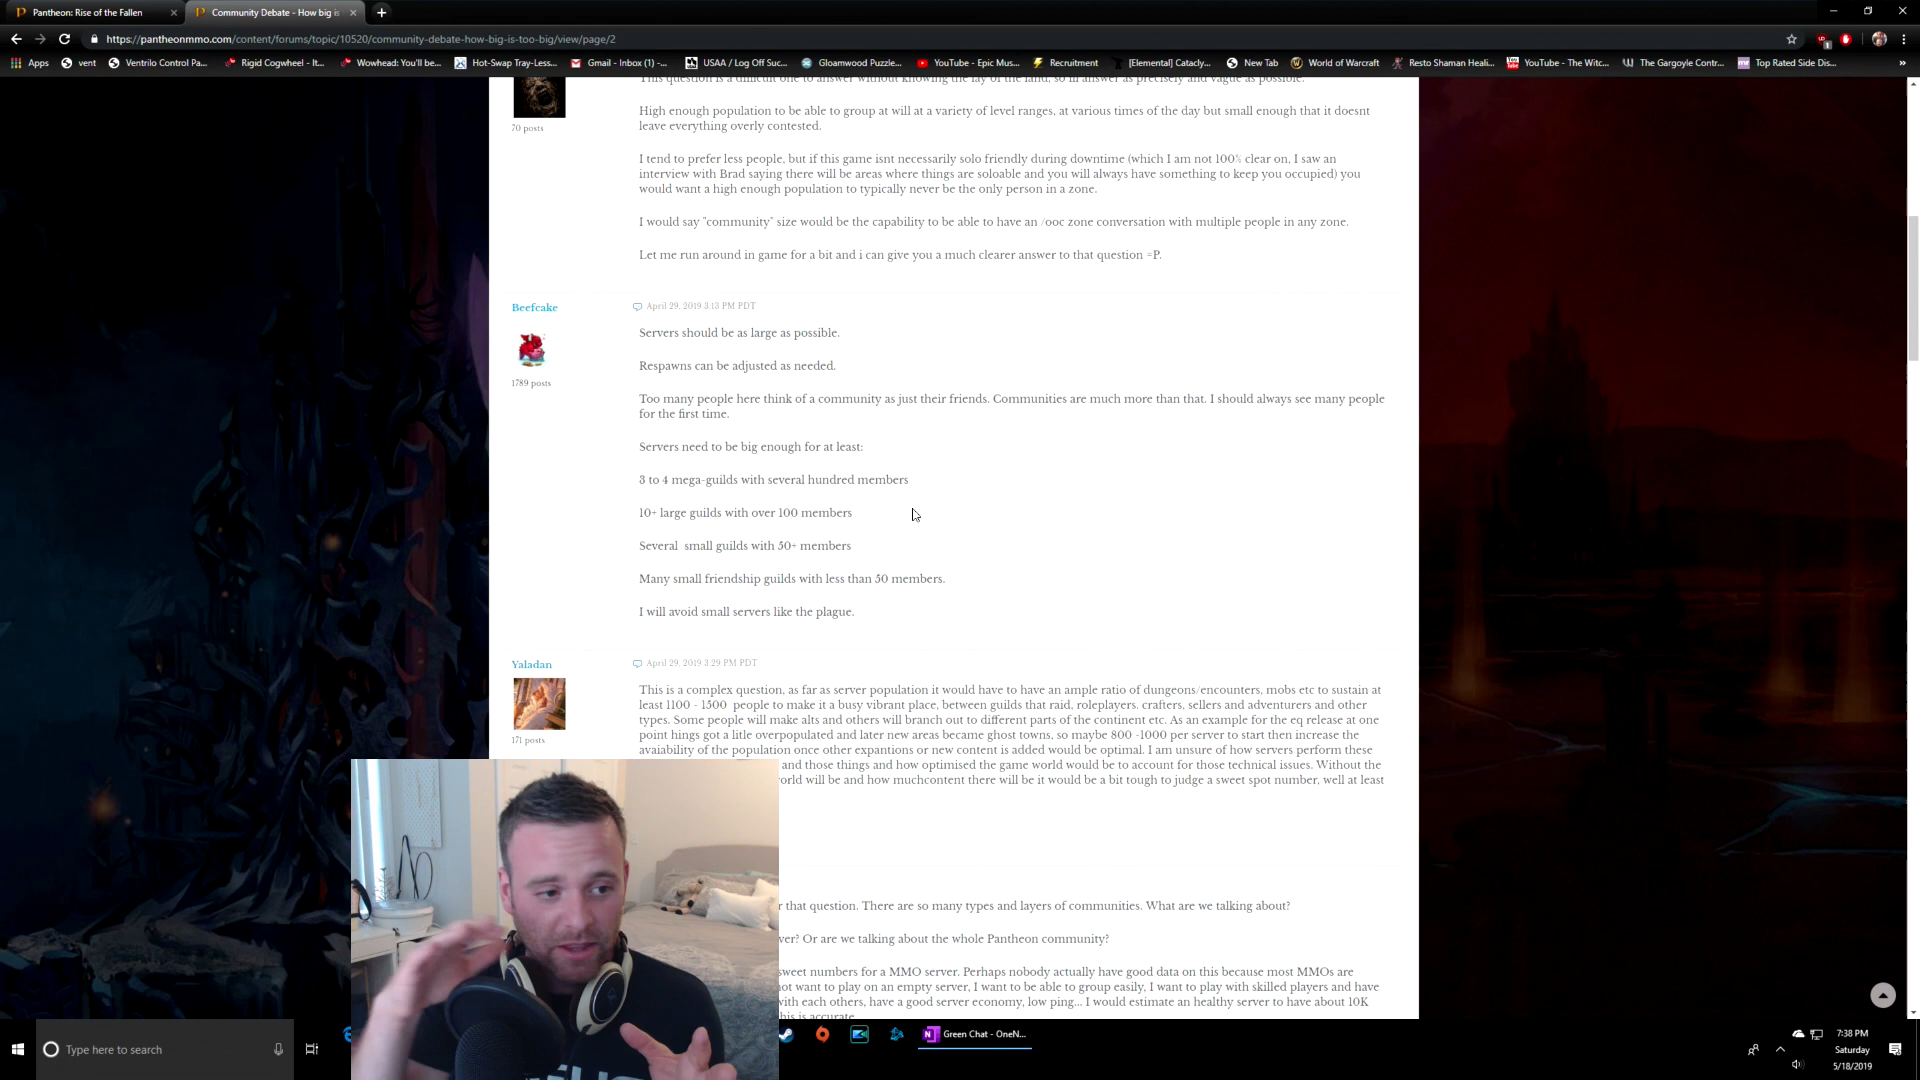 Pantheon: Rise of the Fallen
Community Debate - How big is
https://pantheonmmo.com/content/forums/topic/10520/community-debate-how-big-is-too-big/view/page/2
Apps
vent
Ventrilo Control Pa...
Rigid Cogwheel - It...
Wowhead: You'll be...
Hot-Swap Tray-Less...
Gmail - Inbox (1) -...
USAA / Log Off Suc...
Gloamwood Puzzle...
YouTube - Epic Mus...
Recruitment
[Elemental] Catacly...
New Tab
World of Warcraft
Resto Shaman Heali...
YouTube - The Witc...
The Gargoyle Contr...
Top Rated Side Dis...
This question is a difficult one to answer without knowing the lay of the land, so ill answer as precisely and vague as possible.
70 posts
High enough population to be able to group at will at a variety of level ranges, at various times of the day but small enough that it doesnt
leave everything overly contested.
I tend to prefer less people, but if this game isnt necessarily solo friendly during downtime (which I am not 100% clear on, I saw an
interview with Brad saying there will be areas where things are soloable and you will always have something to keep you occupied) you
would want a high enough population to typically never be the only person in a zone.
I would say "community" size would be the capability to be able to have an /ooc zone conversation with multiple people in any zone.
Let me run around in game for a bit and i can give you a much clearer answer to that question =P.
Beefcake
April 29, 2019 3:13 PM PDT
1789 posts
Servers should be as large as possible.
Respawns can be adjusted as needed.
Too many people here think of a community as just their friends. Communities are much more than that. I should always see many people
for the first time.
Servers need to be big enough for at least:
3 to 4 mega-guilds with several hundred members
10+ large guilds with over 100 members
Several  small guilds with 50+ members
Many small friendship guilds with less than 50 members.
I will avoid small servers like the plague.
Yaladan
April 29, 2019 3:29 PM PDT
171 posts
This is a complex question, as far as server population it would have to have an ample ratio of dungeons/encounters, mobs etc to sustain at
least 1100 - 1500  people to make it a busy vibrant place, between guilds that raid, roleplayers. crafters, sellers and adventurers and other
types. Some people will make alts and others will branch out to different parts of the continent etc. As an example for the eq release at one
point hings got a litle overpopulated and later new areas became ghost towns, so maybe 800 -1000 per server to start then increase the
avaiability of the population once other expantions or new content is added would be optimal. I am unsure of how servers perform these
and those things and how optimised the game world would be to account for those technical issues. Without the
world will be and how muchcontent there will be it would be a bit tough to judge a sweet spot number, well at least
that question. There are so many types and layers of communities. What are we talking about?
Or are we talking about the whole Pantheon community?
sweet numbers for a MMO server. Perhaps nobody actually have good data on this because most MMOs are
not want to play on an empty server, I want to be able to group easily, I want to play with skilled players and have
with each others, have a good server economy, low ping... I would estimate an healthy server to have about 10K
this is accurate
Type here to search
Green Chat - OneN...
7:38 PM
Saturday
5/18/2019